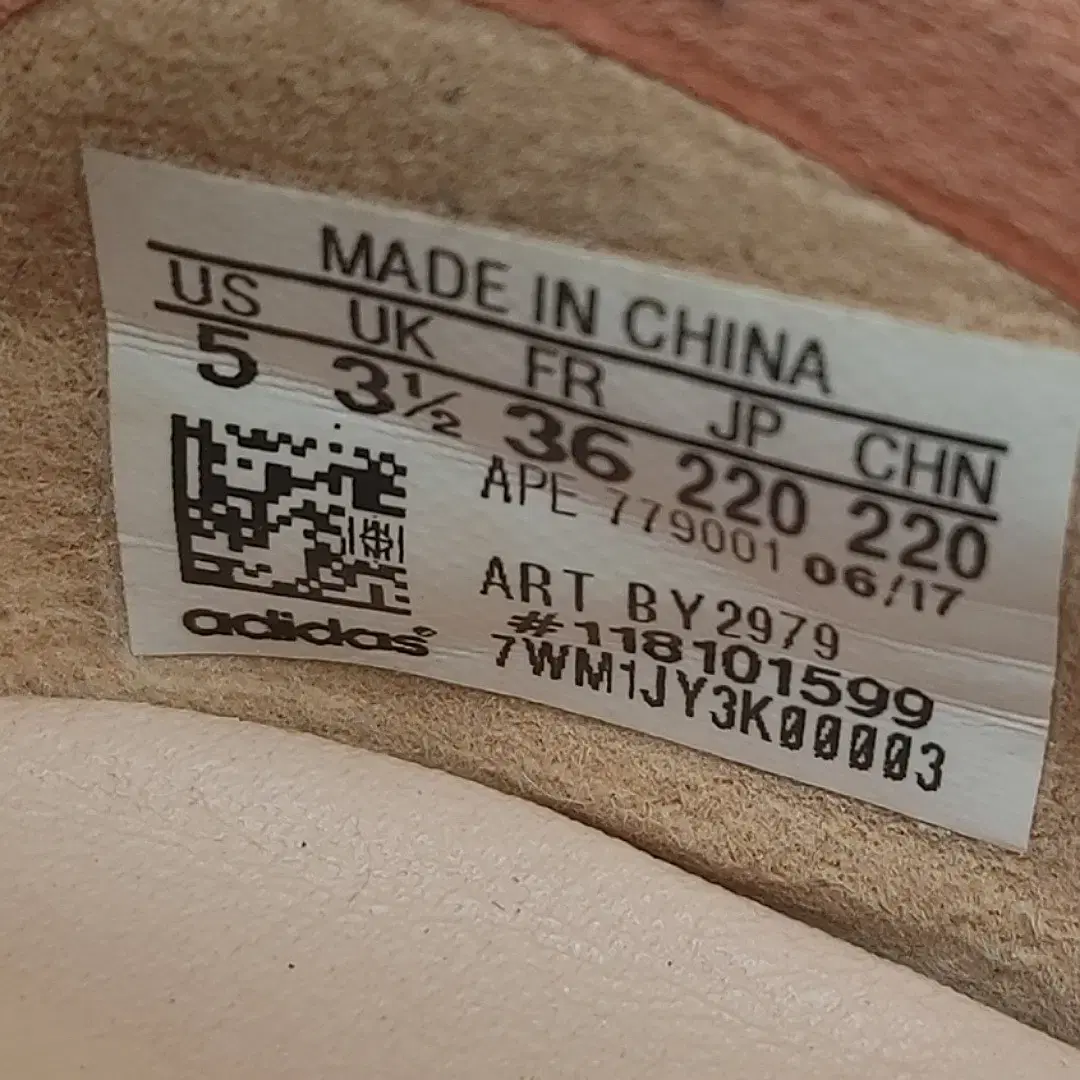 MADE IN CHINA
US UK FR JP CHN
5 3½ 36 220 220
APE 779001 06/17
ART BY2979
#118101599
7WM1JY3K00003
adidas